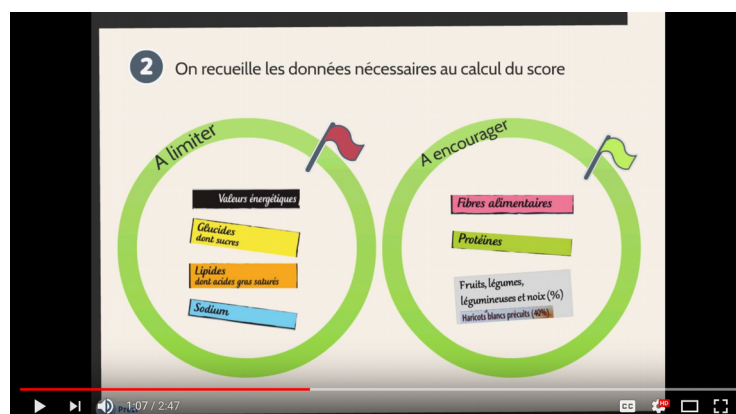 2 On recueille les données nécessaires au calcul du score
A limiter
Valeurs énergétiques
Glucides
dont sucres
Lipides
dont acides gras saturés
Sodium
A encourager
Fibres alimentaires
Protéines
Fruits, légumes,
légumineuses et noix (%)
Haricots blancs précuits (40%)
1:07 / 2:47
CC
HD